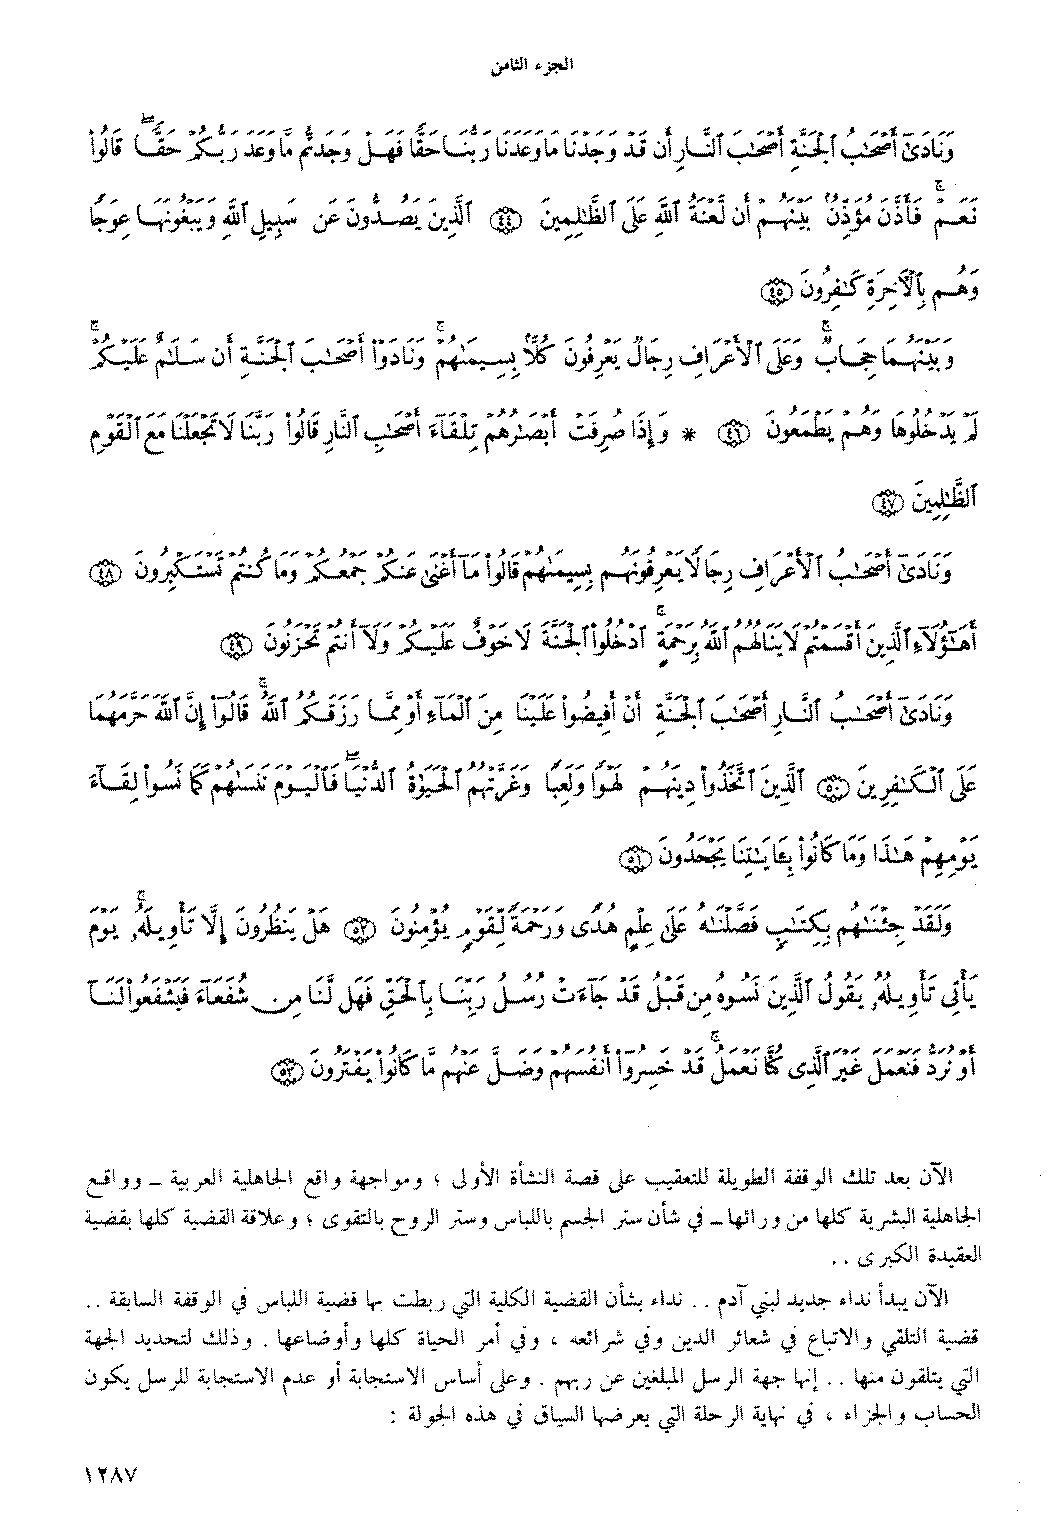 الجزء الثامن
وَنَادَىٰٓ أَصْحَـٰبُ ٱلْجَنَّةِ أَصْحَـٰبَ ٱلنَّارِ أَن قَدْ وَجَدْنَا مَا وَعَدَنَا رَبُّنَا حَقًّا فَهَلْ وَجَدتُّم مَّا وَعَدَ رَبُّكُمْ حَقًّا ۖ قَالُوا۟
نَعَمْ ۚ فَأَذَّنَ مُؤَذِّنٌۢ بَيْنَهُمْ أَن لَّعْنَةُ ٱللَّهِ عَلَى ٱلظَّـٰلِمِينَ ﴿٤٤﴾ ٱلَّذِينَ يَصُدُّونَ عَن سَبِيلِ ٱللَّهِ وَيَبْغُونَهَا عِوَجًا
وَهُم بِٱلْـَٔاخِرَةِ كَـٰفِرُونَ ﴿٤٥﴾
وَبَيْنَهُمَا حِجَابٌ ۚ وَعَلَى ٱلْأَعْرَافِ رِجَالٌ يَعْرِفُونَ كُلًّۢا بِسِيمَىٰهُمْ ۚ وَنَادَوْا۟ أَصْحَـٰبَ ٱلْجَنَّةِ أَن سَلَـٰمٌ عَلَيْكُمْ ۚ
لَمْ يَدْخُلُوهَا وَهُمْ يَطْمَعُونَ ﴿٤٦﴾ * وَإِذَا صُرِفَتْ أَبْصَـٰرُهُمْ تِلْقَآءَ أَصْحَـٰبِ ٱلنَّارِ قَالُوا۟ رَبَّنَا لَا تَجْعَلْنَا مَعَ ٱلْقَوْمِ
ٱلظَّـٰلِمِينَ ﴿٤٧﴾
وَنَادَىٰٓ أَصْحَـٰبُ ٱلْأَعْرَافِ رِجَالًا يَعْرِفُونَهُم بِسِيمَىٰهُمْ قَالُوا۟ مَآ أَغْنَىٰ عَنكُمْ جَمْعُكُمْ وَمَا كُنتُمْ تَسْتَكْبِرُونَ ﴿٤٨﴾
أَهَـٰٓؤُلَآءِ ٱلَّذِينَ أَقْسَمْتُمْ لَا يَنَالُهُمُ ٱللَّهُ بِرَحْمَةٍ ۚ ٱدْخُلُوا۟ ٱلْجَنَّةَ لَا خَوْفٌ عَلَيْكُمْ وَلَآ أَنتُمْ تَحْزَنُونَ ﴿٤٩﴾
وَنَادَىٰٓ أَصْحَـٰبُ ٱلنَّارِ أَصْحَـٰبَ ٱلْجَنَّةِ أَنْ أَفِيضُوا۟ عَلَيْنَا مِنَ ٱلْمَآءِ أَوْ مِمَّا رَزَقَكُمُ ٱللَّهُ ۚ قَالُوٓا۟ إِنَّ ٱللَّهَ حَرَّمَهُمَا
عَلَى ٱلْكَـٰفِرِينَ ﴿٥٠﴾ ٱلَّذِينَ ٱتَّخَذُوا۟ دِينَهُمْ لَهْوًا وَلَعِبًا وَغَرَّتْهُمُ ٱلْحَيَوٰةُ ٱلدُّنْيَا ۚ فَٱلْيَوْمَ نَنسَىٰهُمْ كَمَا نَسُوا۟ لِقَآءَ
يَوْمِهِمْ هَـٰذَا وَمَا كَانُوا۟ بِـَٔايَـٰتِنَا يَجْحَدُونَ ﴿٥١﴾
وَلَقَدْ جِئْنَـٰهُم بِكِتَـٰبٍ فَصَّلْنَـٰهُ عَلَىٰ عِلْمٍ هُدًى وَرَحْمَةً لِّقَوْمٍ يُؤْمِنُونَ ﴿٥٢﴾ هَلْ يَنظُرُونَ إِلَّا تَأْوِيلَهُۥ ۚ يَوْمَ
يَأْتِى تَأْوِيلُهُۥ يَقُولُ ٱلَّذِينَ نَسُوهُ مِن قَبْلُ قَدْ جَآءَتْ رُسُلُ رَبِّنَا بِٱلْحَقِّ فَهَل لَّنَا مِن شُفَعَآءَ فَيَشْفَعُوا۟ لَنَآ
أَوْ نُرَدُّ فَنَعْمَلَ غَيْرَ ٱلَّذِى كُنَّا نَعْمَلُ ۚ قَدْ خَسِرُوٓا۟ أَنفُسَهُمْ وَضَلَّ عَنْهُم مَّا كَانُوا۟ يَفْتَرُونَ ﴿٥٣﴾
الآن بعد تلك الوقفة الطويلة للتعقيب على قصة النشأة الأولى ؛ ومواجهة واقع الجاهلية العربية ــ وواقع
الجاهلية البشرية كلها من ورائها ــ في شأن ستر الجسم باللباس وستر الروح بالتقوى ؛ وعلاقة القضية كلها بقضية
العقيدة الكبرى ..
الآن يبدأ نداء جديد لبني آدم .. نداء بشأن القضية الكلية التي ربطت بها قضية اللباس في الوقفة السابقة ..
قضية التلقي والاتباع في شعائر الدين وفي شرائعه ، وفي أمر الحياة كلها وأوضاعها . وذلك لتحديد الجهة
التي يتلقون منها .. إنها جهة الرسل المبلغين عن ربهم . وعلى أساس الاستجابة أو عدم الاستجابة للرسل يكون
الحساب والجزاء ، في نهاية الرحلة التي يعرضها السياق في هذه الجولة :
١٢٨٧